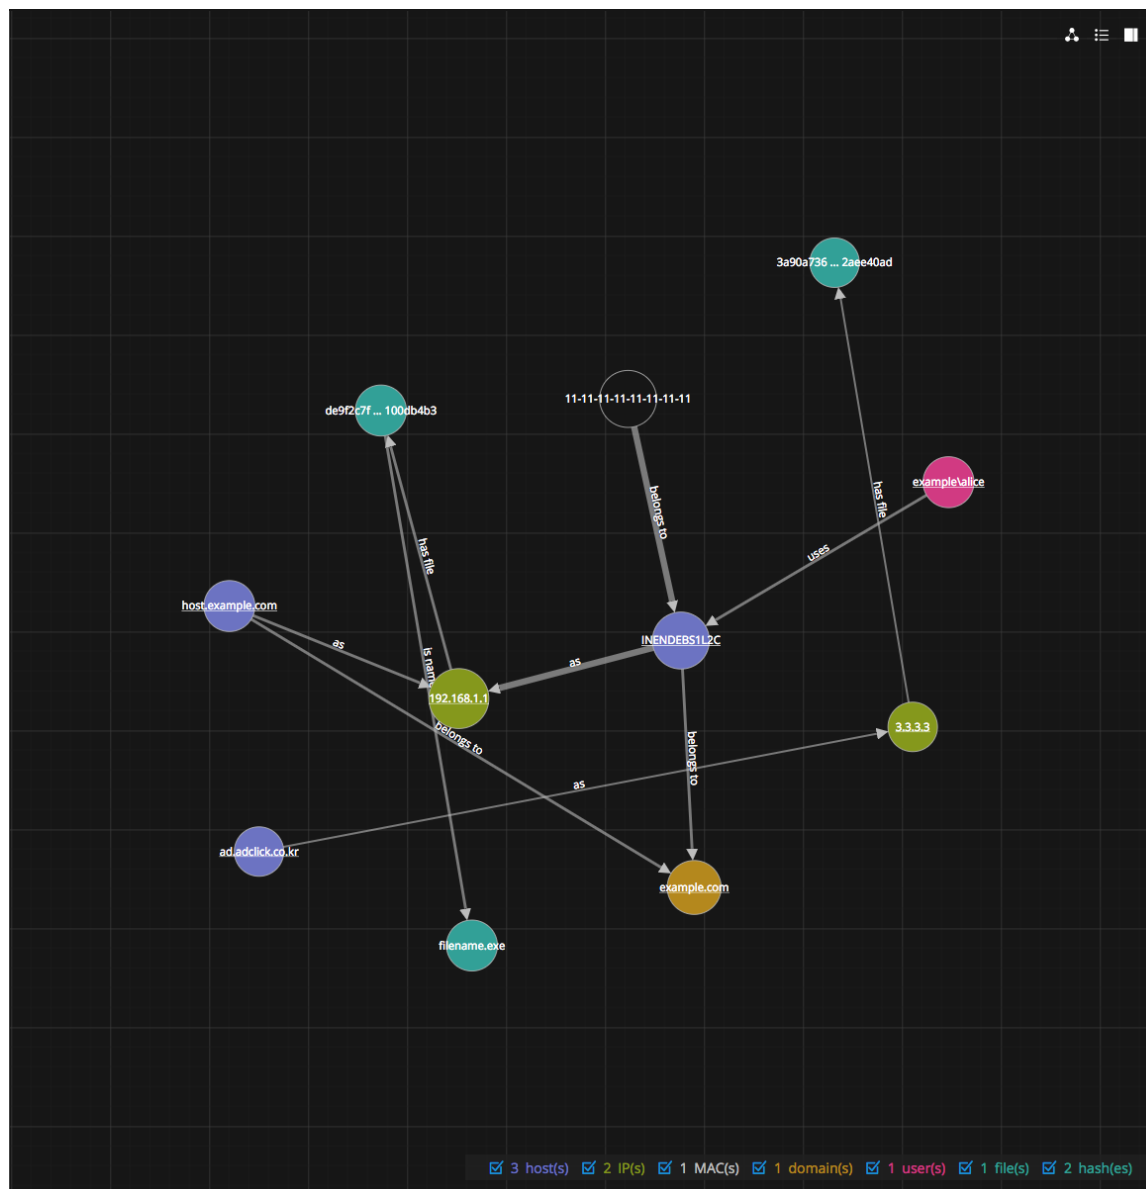 3a90a736 ... 2aee40ad
11-11-11-11-11-11-11-11
de9f2c7f ... 100db4b3
example\alice
has file
belongs to
uses
has file
host.example.com
as
INENDEBS1L2C
is nam
as
192.168.1.1
3.3.3.3
belongs to
belongs to
as
ad.adclick.co.kr
example.com
filename.exe
3 host(s) 2 IP(s) 1 MAC(s) 1 domain(s) 1 user(s) 1 file(s) 2 hash(es)